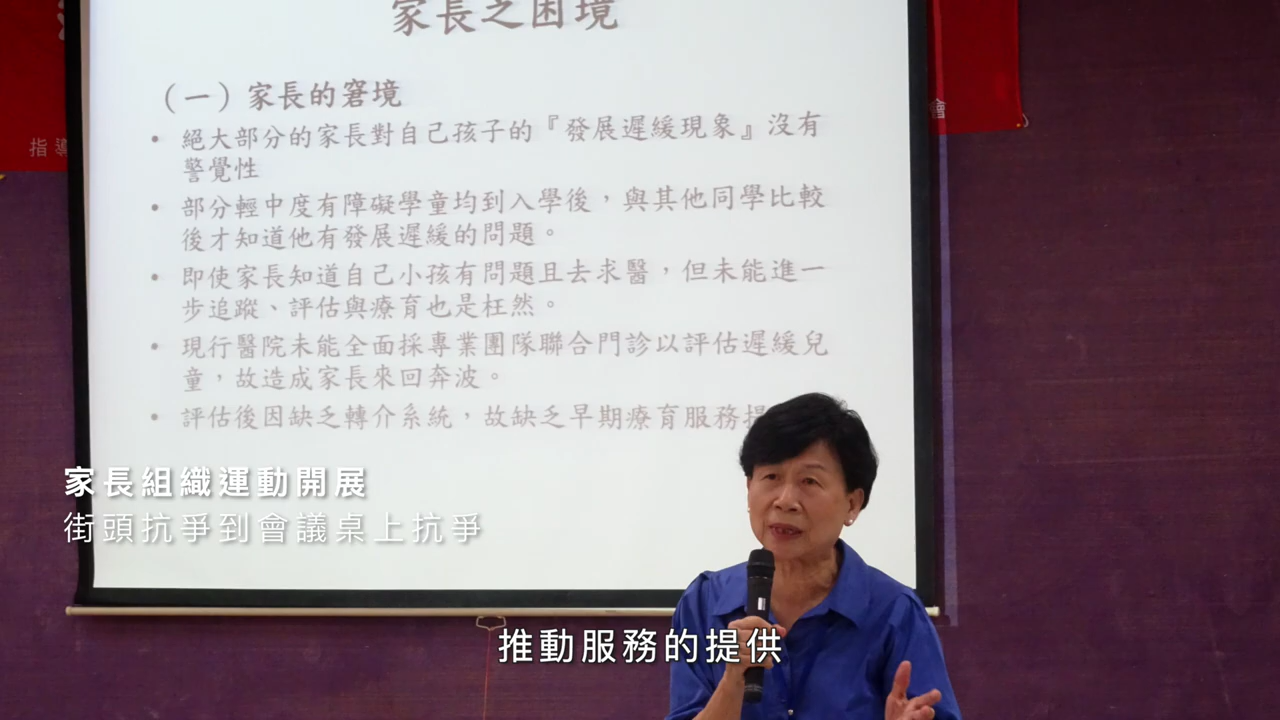 家長之困境
（一）家長的窘境
• 絕大部分的家長對自己孩子的『發展遲緩現象』沒有
警覺性
• 部分輕中度有障礙學童均到入學後，與其他同學比較
後才知道他有發展遲緩的問題。
• 即使家長知道自己小孩有問題且去求醫，但未能進一
步追蹤、評估與療育也是枉然。
• 現行醫院未能全面採專業團隊聯合門診以評估遲緩兒
童，故造成家長來回奔波。
• 評估後因缺乏轉介系統，故缺乏早期療育服務提
指導
會
家長組織運動開展
街頭抗爭到會議桌上抗爭
推動服務的提供